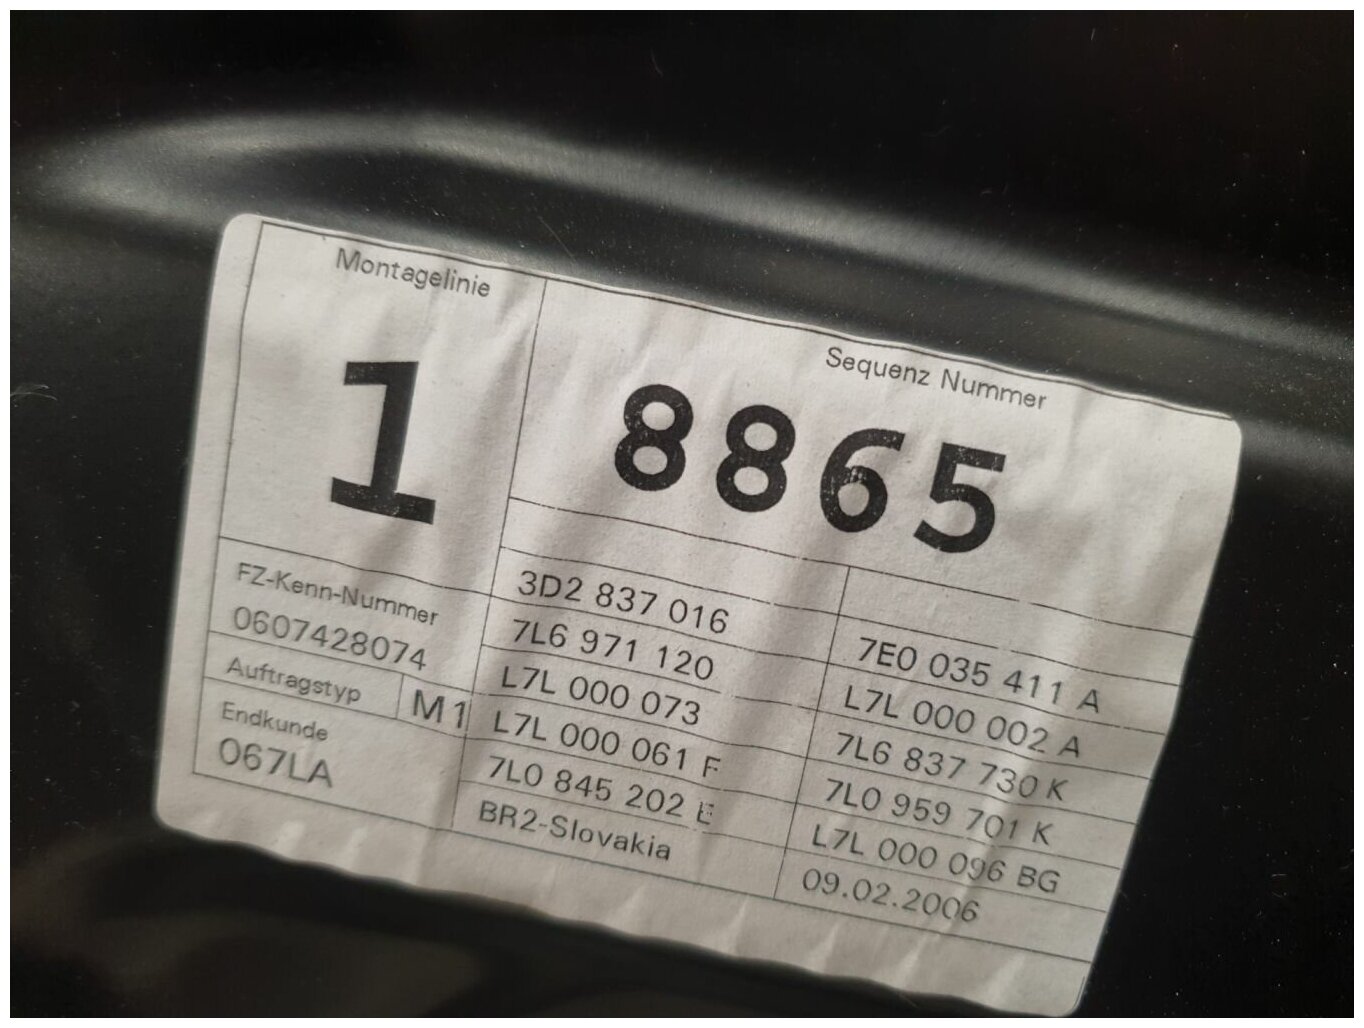 Montagelinie
1
Sequenz Nummer
8865
FZ-Kenn-Nummer
0607428074
Auftragstyp M1
Endkunde
067LA
3D2 837 016
7L6 971 120
L7L 000 073
L7L 000 061 F
7L0 845 202 E
BR2-Slovakia
7E0 035 411 A
L7L 000 002 A
7L6 837 730 K
7L0 959 701 K
L7L 000 096 BG
09.02.2006